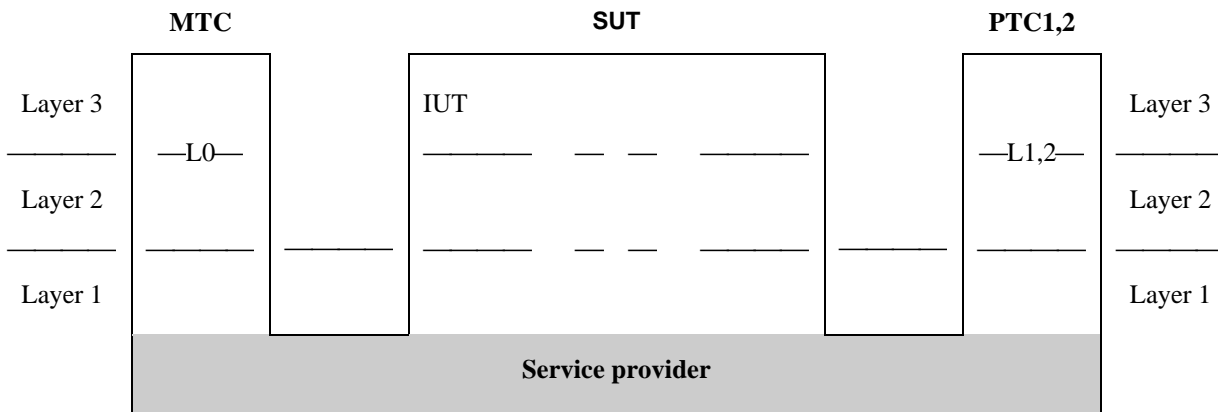 MTC SUT PTC1,2
Layer 3 IUT Layer 3
L0 L1,2
Layer 2 Layer 2
Layer 1 Layer 1
Service provider